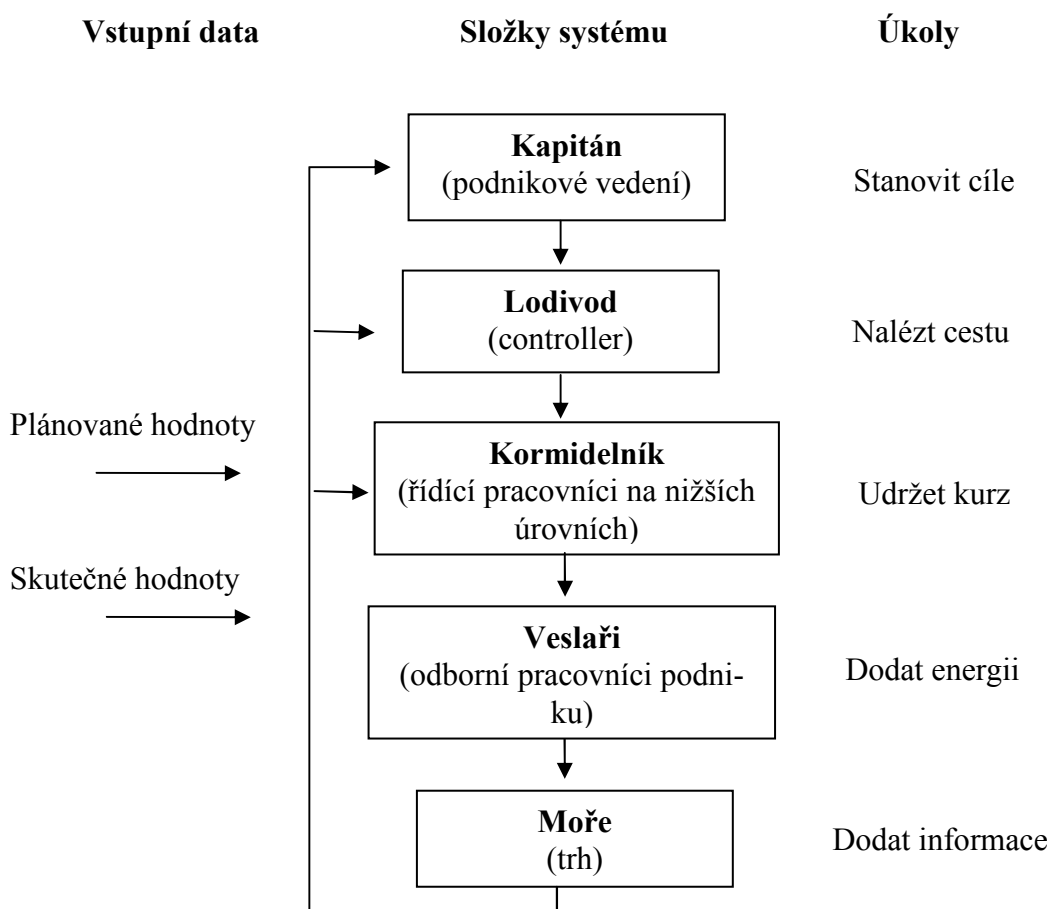 Vstupní data
Složky systému
Úkoly
Kapitán
(podnikové vedení)
Stanovit cíle
Lodivod
(controller)
Nalézt cestu
Plánované hodnoty
Kormidelník
(řídící pracovníci na nižších
úrovních)
Udržet kurz
Skutečné hodnoty
Veslaři
(odborní pracovníci podni-
ku)
Dodat energii
Moře
(trh)
Dodat informace